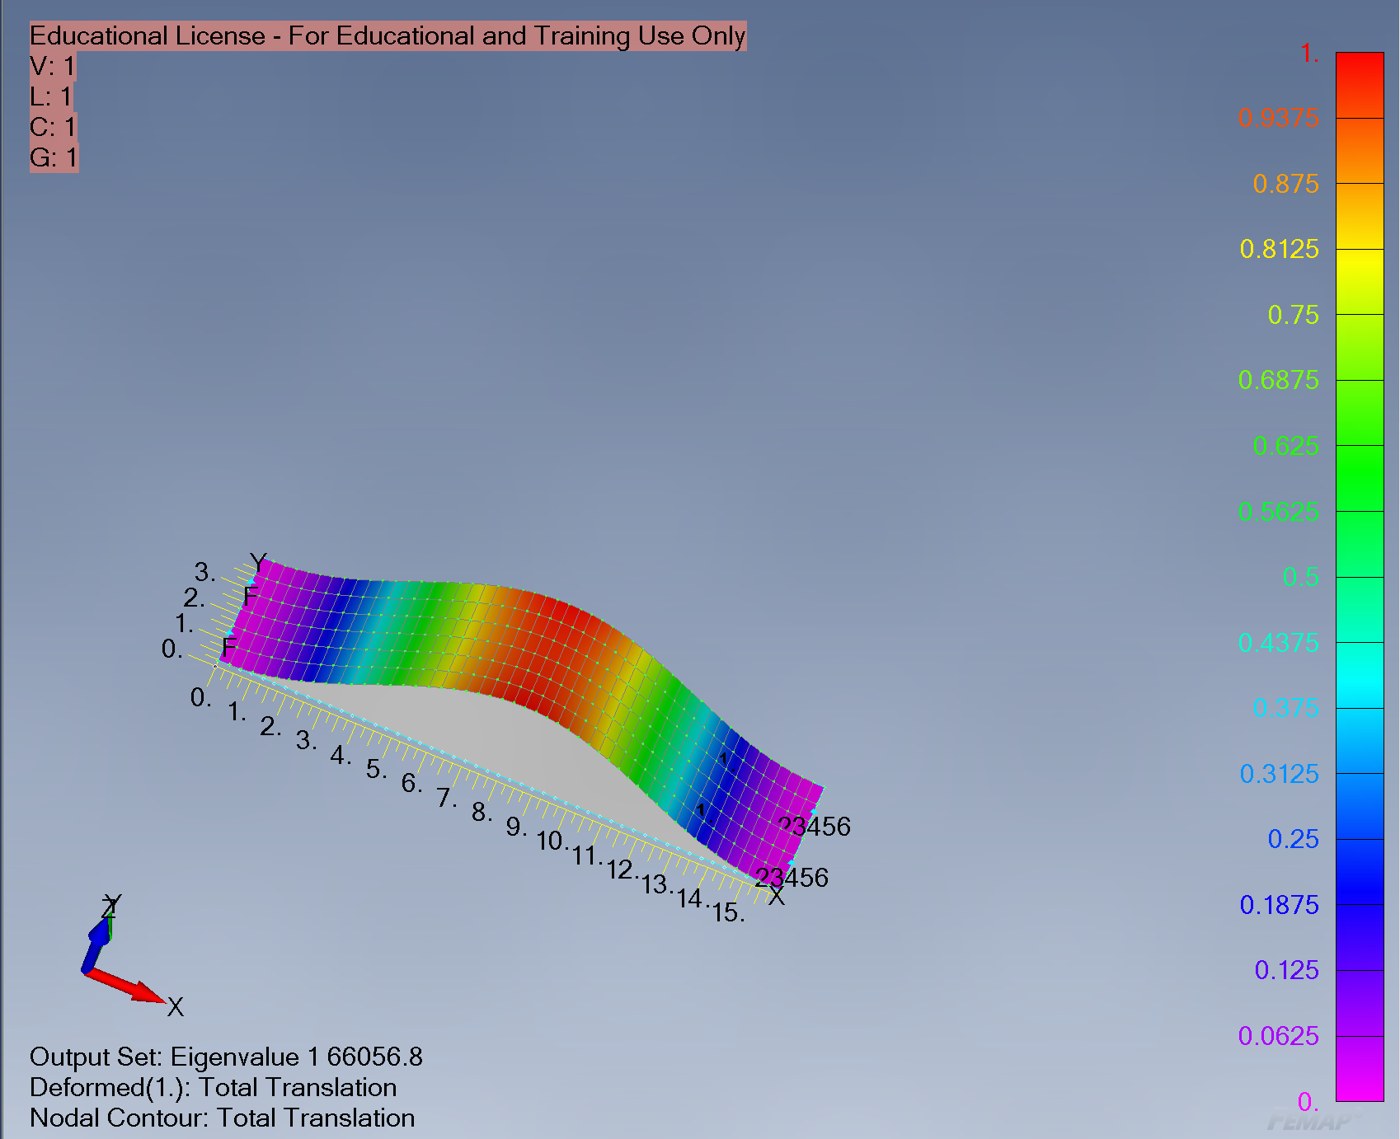 Educational License - For Educational and Training Use Only
V: 1
L: 1
C: 1
G: 1
1.
0.9375
0.875
0.8125
0.75
0.6875
0.625
0.5625
0.5
0.4375
0.375
0.3125
0.25
0.1875
0.125
0.0625
0.
Y
3.
F
2.
1.
F
0.
0.
1.
2.
3.
4.
5.
6.
7.
8.
9.
10.
11.
12.
13.
14.
15.
1
1
23456
23456
X
Y
Z
X
Output Set: Eigenvalue 1 66056.8
Deformed(1.): Total Translation
Nodal Contour: Total Translation
FEMAP